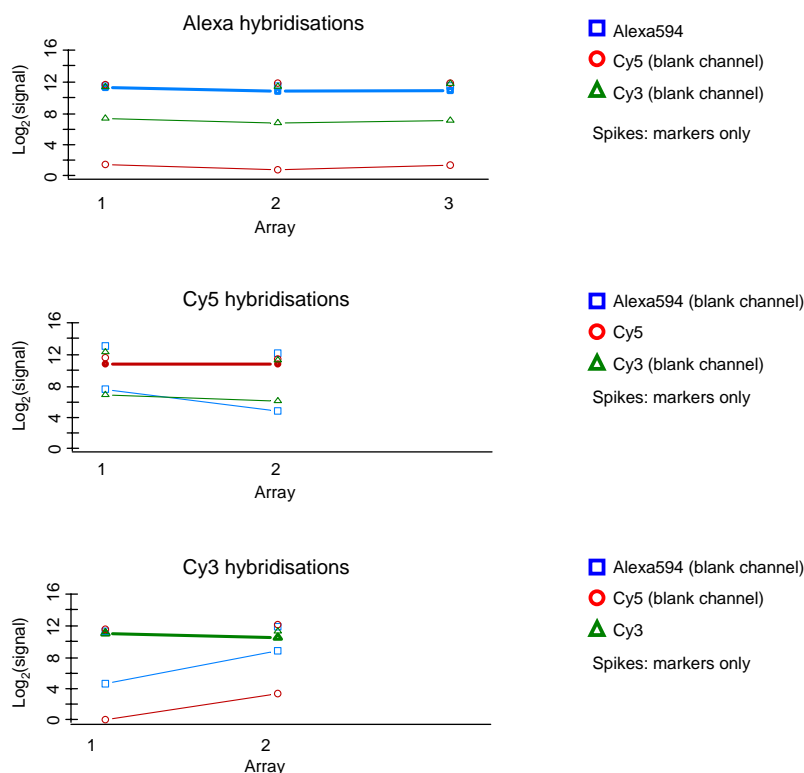 Alexa hybridisations
Log2(signal)
16
12
8
4
0
1 2 3
Array
Alexa594
Cy5 (blank channel)
Cy3 (blank channel)
Spikes: markers only
Cy5 hybridisations
Log2(signal)
16
12
8
4
0
1 2
Array
Alexa594 (blank channel)
Cy5
Cy3 (blank channel)
Spikes: markers only
Cy3 hybridisations
Log2(signal)
16
12
8
4
0
1 2
Array
Alexa594 (blank channel)
Cy5 (blank channel)
Cy3
Spikes: markers only